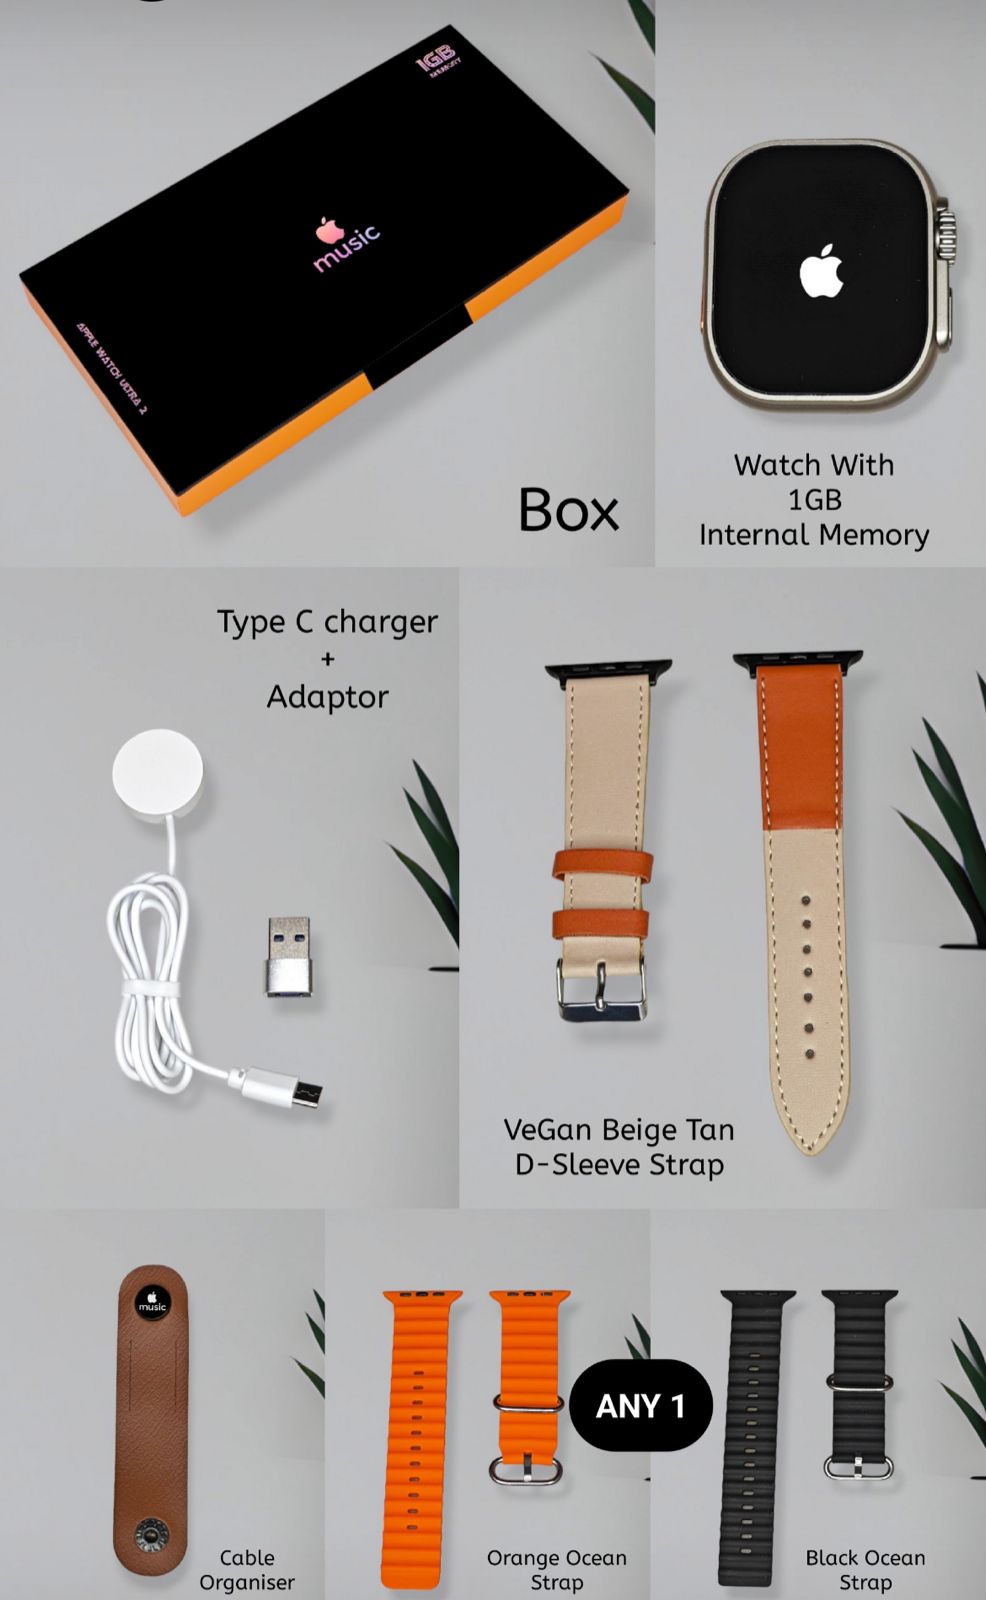 1GB
MEMORY
music
APPLE WATCH ULTRA 2
Box
Watch With
1GB
Internal Memory
Type C charger
+
Adaptor
VeGan Beige Tan
D-Sleeve Strap
music
Cable
Organiser
Orange Ocean
Strap
ANY 1
Black Ocean
Strap